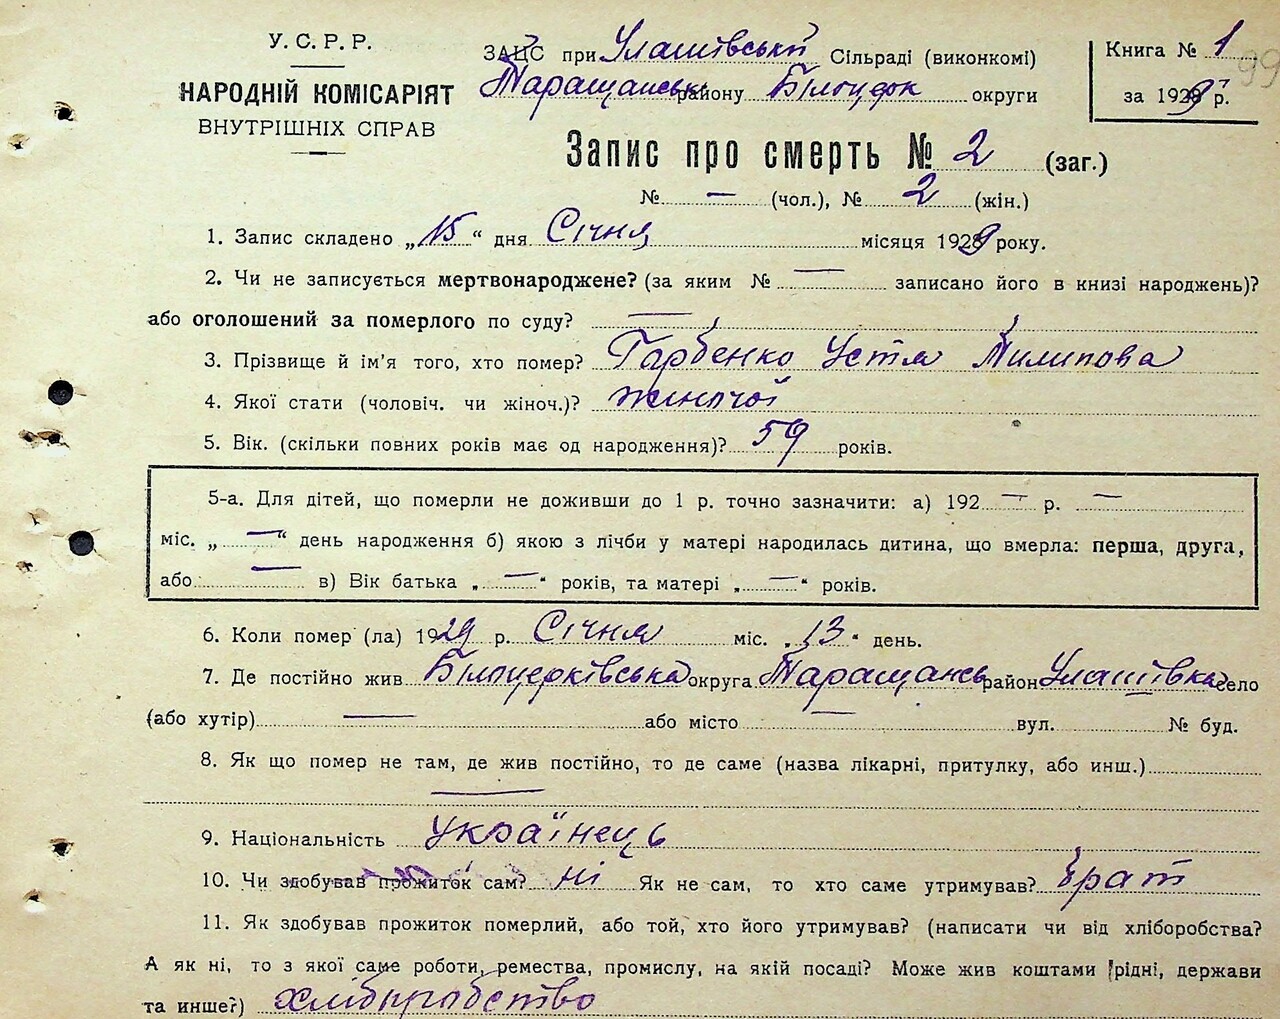 У. С. Р. Р.
НАРОДНІЙ КОМІСАРІЯТ
ВНУТРІШНІХ СПРАВ
ЗАЦС при Улашівській Сільраді (виконкомі)
Таращанськ району Білоцерк округи
Книга № 1
99
за 1929 р.
Запис про смерть № 2 (заг.)
№ — (чол.), № 2 (жін.)
1. Запис складено „15“ дня Січня місяця 1929 року.
2. Чи не записується мертвонароджене? (за яким № — записано його в книзі народжень)?
або оголошений за померлого по суду? —
3. Прізвище й ім'я того, хто помер? Гарбенко Устя Пилипова
4. Якої стати (чоловіч. чи жіноч.)? жиночої
5. Вік. (скільки повних років має од народження)? 59 років.
5-а. Для дітей, що померли не доживши до 1 р. точно зазначити: а) 192 — р. —
міс. „ — “ день народження б) якою з лічби у матері народилась дитина, що вмерла: перша, друга,
або — в) Вік батька „ — “ років, та матері „ — “ років.
6. Коли помер (ла) 1929 р. Січня міс. „13“ день.
7. Де постійно жив Білоцерківська округа Таращансь район Улашівка село
(або хутір) — або місто — вул. № буд.
8. Як що помер не там, де жив постійно, то де саме (назва лікарні, притулку, або инш.)
—
9. Національність Українець
10. Чи здобував прожиток сам? ні Як не сам, то хто саме утримував? брат
11. Як здобував прожиток померлий, або той, хто його утримував? (написати чи від хліборобства?
А як ні, то з якої саме роботи, ремества, промислу, на якій посаді? Може жив коштами рідні, держави
та инше?) хліборобство